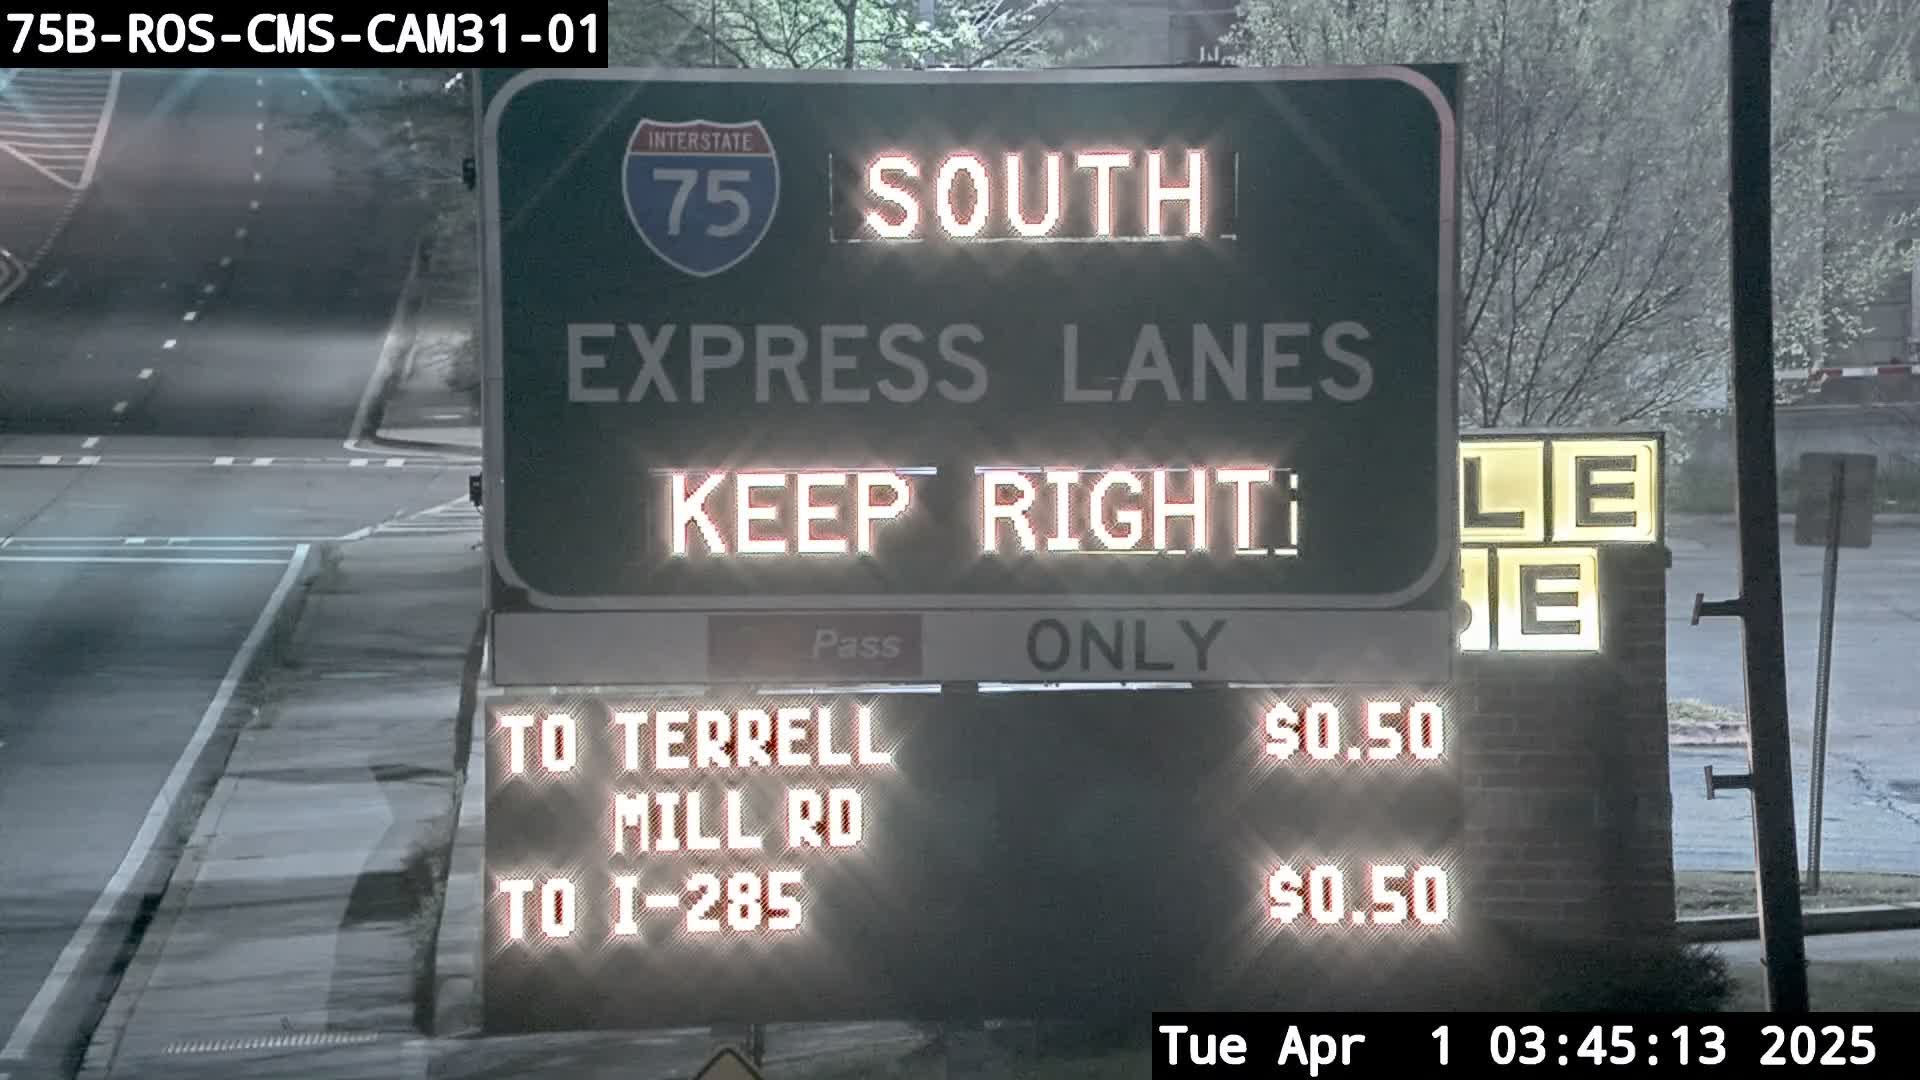 75B-ROS-CMS-CAM31-01
INTERSTATE
75
SOUTH
EXPRESS LANES
KEEP RIGHT
Pass ONLY
TO TERRELL $0.50
MILL RD
TO I-285 $0.50
LE
E
Tue Apr 1 03:45:13 2025